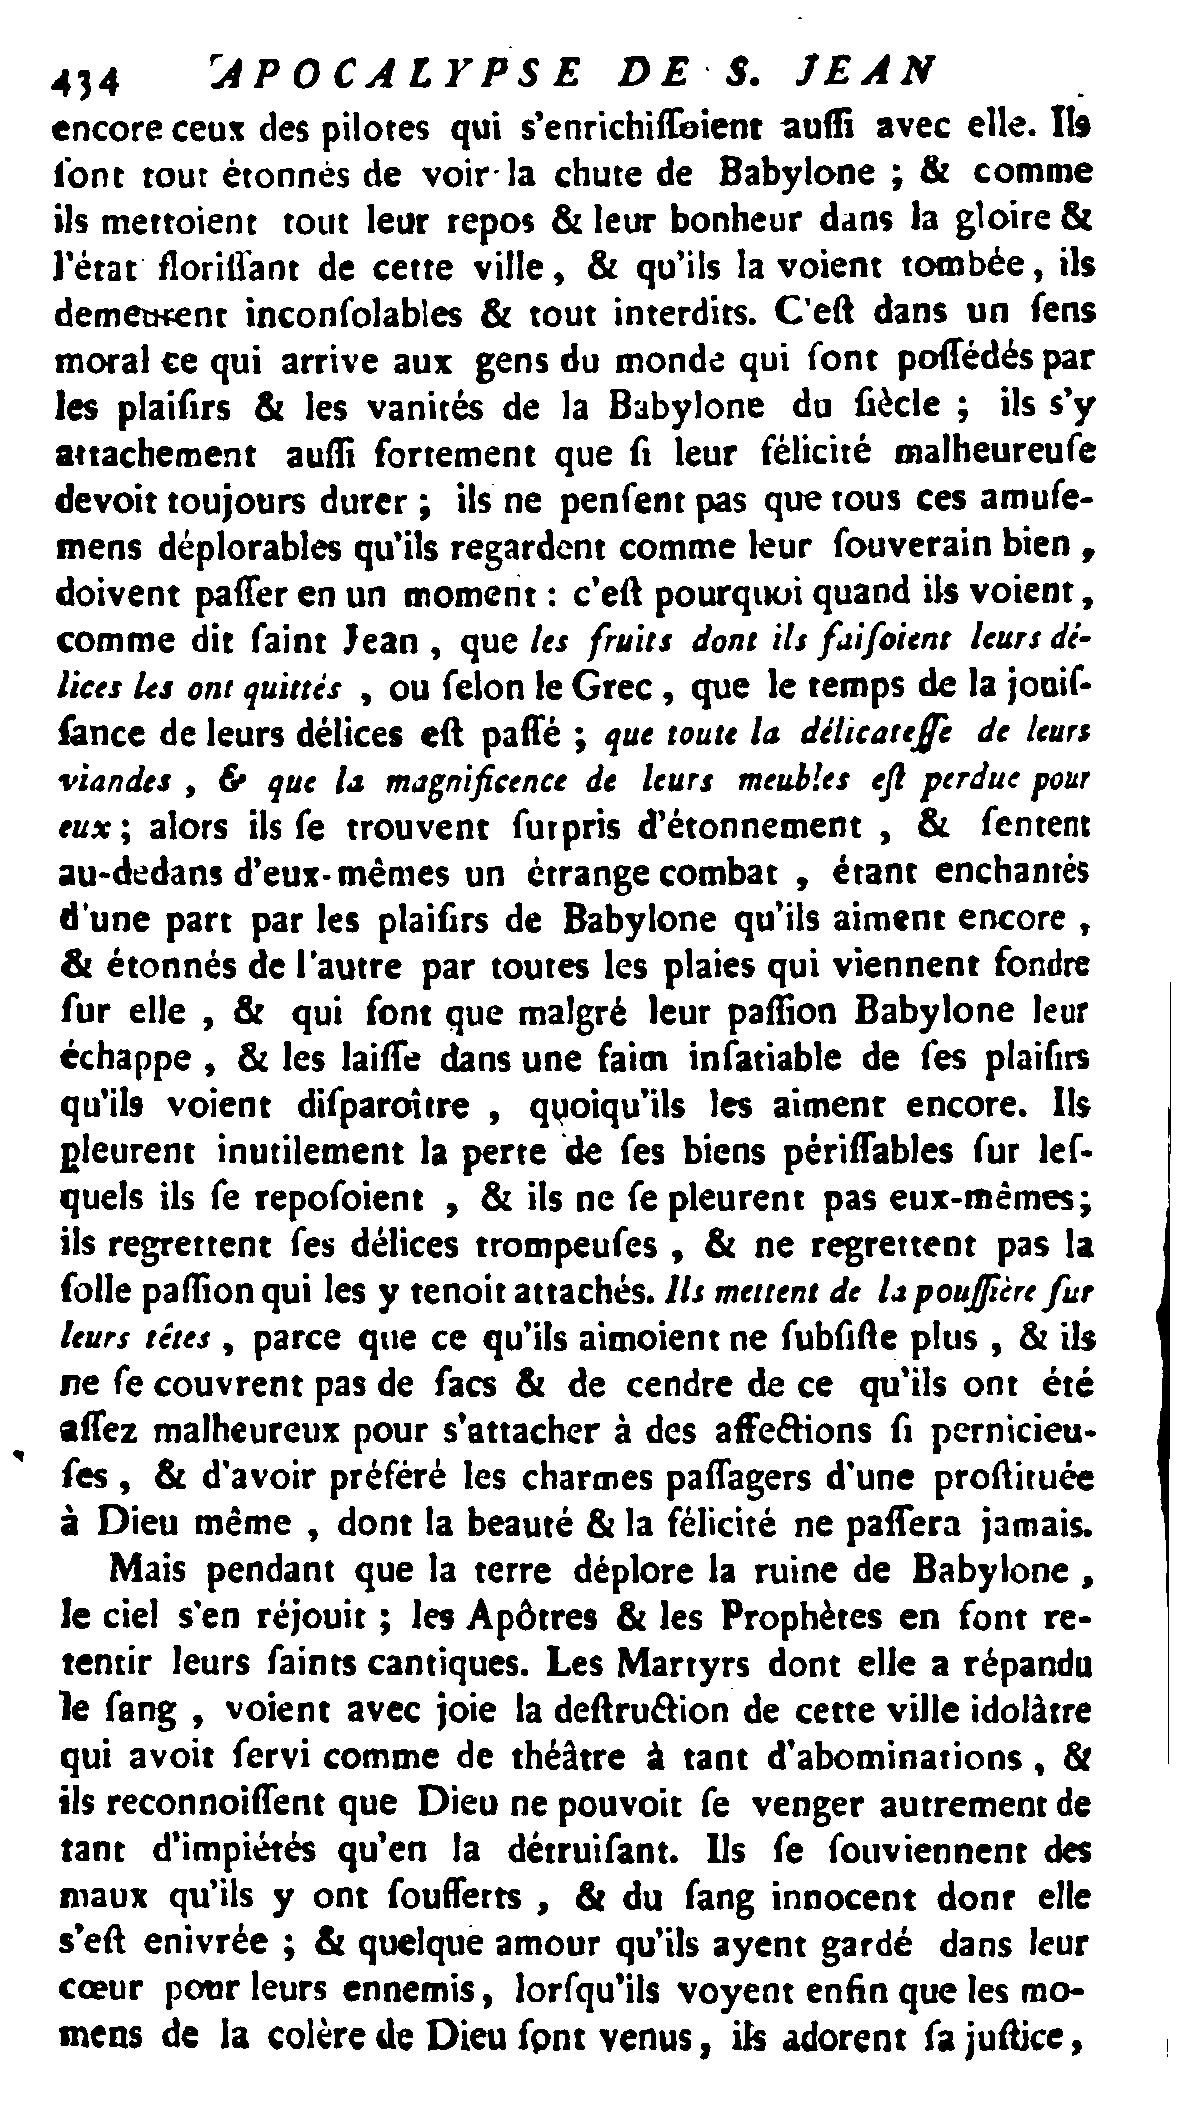 434 APOCALYPSE DE S. JEAN
encore ceux des pilotes qui s'enrichiſſoient auſſi avec elle. Ils
ſont tout étonnés de voir la chute de Babylone ; & comme
ils mettoient tout leur repos & leur bonheur dans la gloire &
l'état floriſſant de cette ville , & qu'ils la voient tombée , ils
demeurent inconſolables & tout interdits. C'eſt dans un ſens
moral ce qui arrive aux gens du monde qui ſont poſſédés par
les plaiſirs & les vanités de la Babylone du ſiècle ; ils s'y
attachement auſſi fortement que ſi leur félicité malheureuſe
devoit toujours durer ; ils ne penſent pas que tous ces amuſe-
mens déplorables qu'ils regardent comme leur ſouverain bien ,
doivent paſſer en un moment : c'eſt pourquoi quand ils voient ,
comme dit ſaint Jean , que les fruits dont ils faiſoient leurs dé-
lices les ont quittés , ou ſelon le Grec , que le temps de la jouiſ-
ſance de leurs délices eſt paſſé ; que toute la délicateſſe de leurs
viandes , & que la magnificence de leurs meubles eſt perdue pour
eux ; alors ils ſe trouvent ſurpris d'étonnement , & ſentent
au-dedans d'eux-mêmes un étrange combat , étant enchantés
d'une part par les plaiſirs de Babylone qu'ils aiment encore ,
& étonnés de l'autre par toutes les plaies qui viennent fondre
ſur elle , & qui font que malgré leur paſſion Babylone leur
échappe , & les laiſſe dans une faim inſatiable de ſes plaiſirs
qu'ils voient diſparoître , quoiqu'ils les aiment encore. Ils
pleurent inutilement la perte de ſes biens périſſables ſur leſ-
quels ils ſe repoſoient , & ils ne ſe pleurent pas eux-mêmes ;
ils regrettent ſes délices trompeuſes , & ne regrettent pas la
folle paſſion qui les y tenoit attachés. Ils mettent de la pouſſière ſur
leurs têtes , parce que ce qu'ils aimoient ne ſubſiſte plus , & ils
ne ſe couvrent pas de ſacs & de cendre de ce qu'ils ont été
aſſez malheureux pour s'attacher à des affections ſi pernicieu-
ſes , & d'avoir préféré les charmes paſſagers d'une proſtituée
à Dieu même , dont la beauté & la félicité ne paſſera jamais.
Mais pendant que la terre déplore la ruine de Babylone ,
le ciel s'en réjouit ; les Apôtres & les Prophètes en font re-
tentir leurs ſaints cantiques. Les Martyrs dont elle a répandu
le ſang , voient avec joie la deſtruction de cette ville idolâtre
qui avoit ſervi comme de théâtre à tant d'abominations , &
ils reconnoiſſent que Dieu ne pouvoit ſe venger autrement de
tant d'impiétés qu'en la détruiſant. Ils ſe ſouviennent des
maux qu'ils y ont ſoufferts , & du ſang innocent dont elle
s'eſt enivrée ; & quelque amour qu'ils ayent gardé dans leur
cœur pour leurs ennemis , lorſqu'ils voyent enfin que les mo-
mens de la colère de Dieu ſont venus , ils adorent ſa juſtice ,